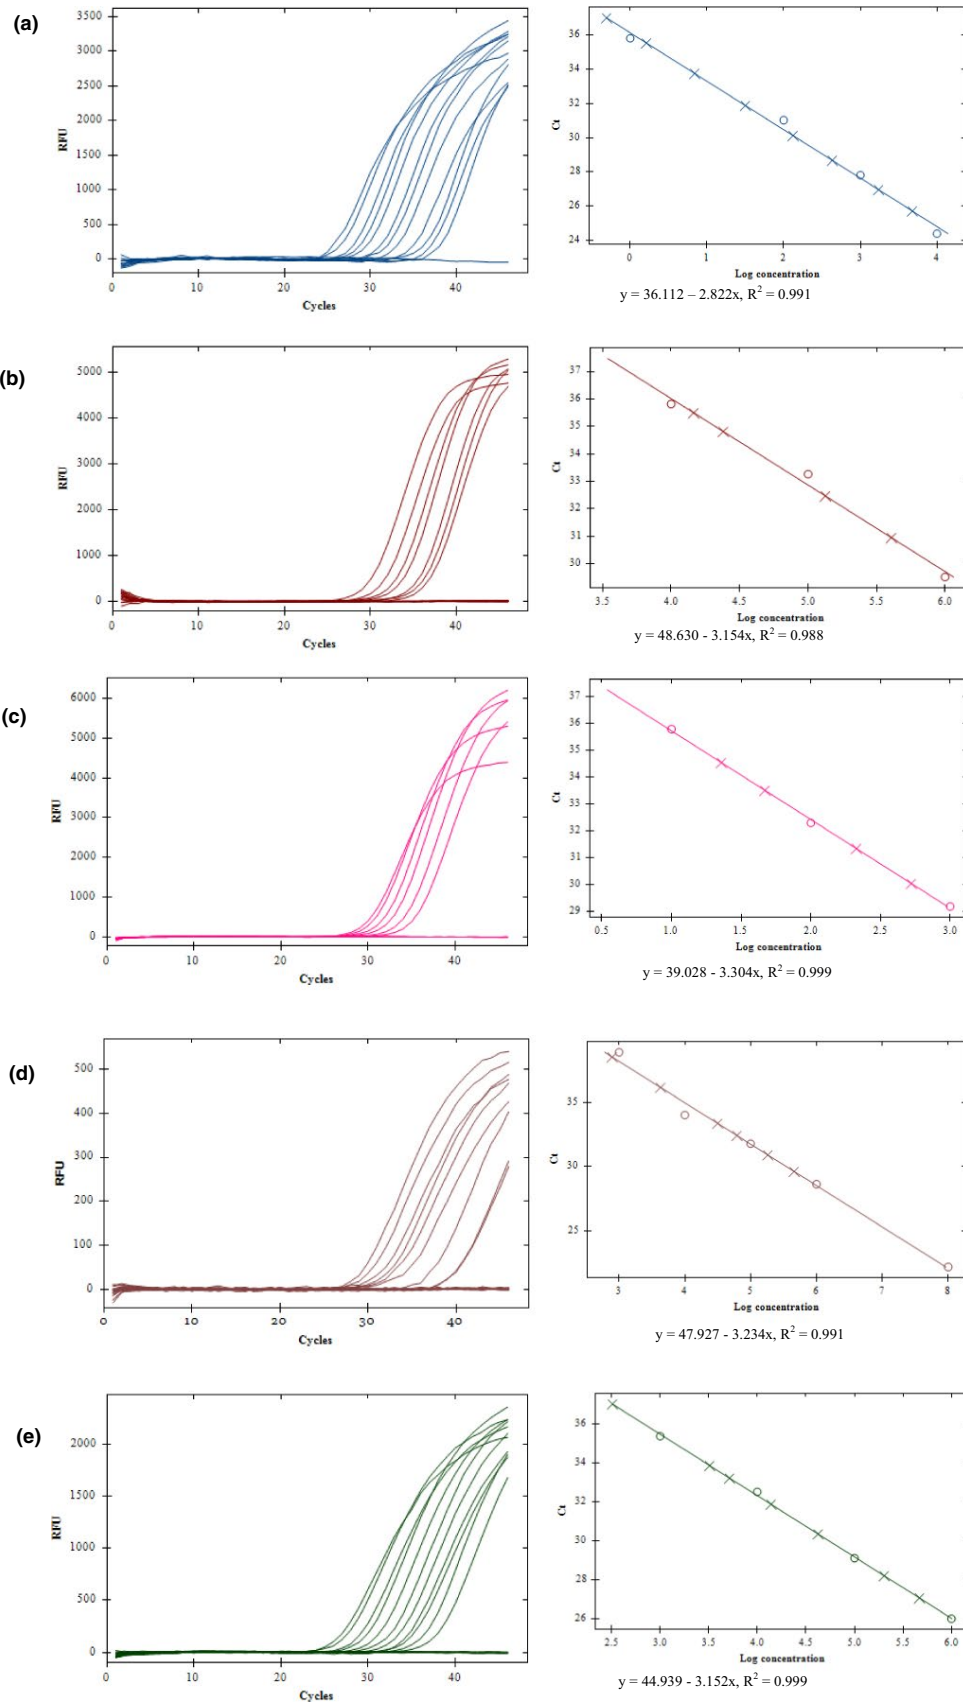 (a)
3500
3000
2500
2000
1500
1000
500
0
RFU
0 10 20 30 40
Cycles
36
34
32
30
28
26
24
Ct
0 1 2 3 4
Log concentration
y = 36.112 – 2.822x, R² = 0.991
(b)
5000
4000
3000
2000
1000
0
RFU
0 10 20 30 40
Cycles
37
36
35
34
33
32
31
30
Ct
3.5 4.0 4.5 5.0 5.5 6.0
Log concentration
y = 48.630 - 3.154x, R² = 0.988
(c)
6000
5000
4000
3000
2000
1000
0
RFU
0 10 20 30 40
Cycles
37
36
35
34
33
32
31
30
29
Ct
0.5 1.0 1.5 2.0 2.5 3.0
Log concentration
y = 39.028 - 3.304x, R² = 0.999
(d)
500
400
300
200
100
0
RFU
0 10 20 30 40
Cycles
35
30
25
Ct
3 4 5 6 7 8
Log concentration
y = 47.927 - 3.234x, R² = 0.991
(e)
2000
1500
1000
500
0
RFU
0 10 20 30 40
Cycles
36
34
32
30
28
26
Ct
2.5 3.0 3.5 4.0 4.5 5.0 5.5 6.0
Log concentration
y = 44.939 - 3.152x, R² = 0.999